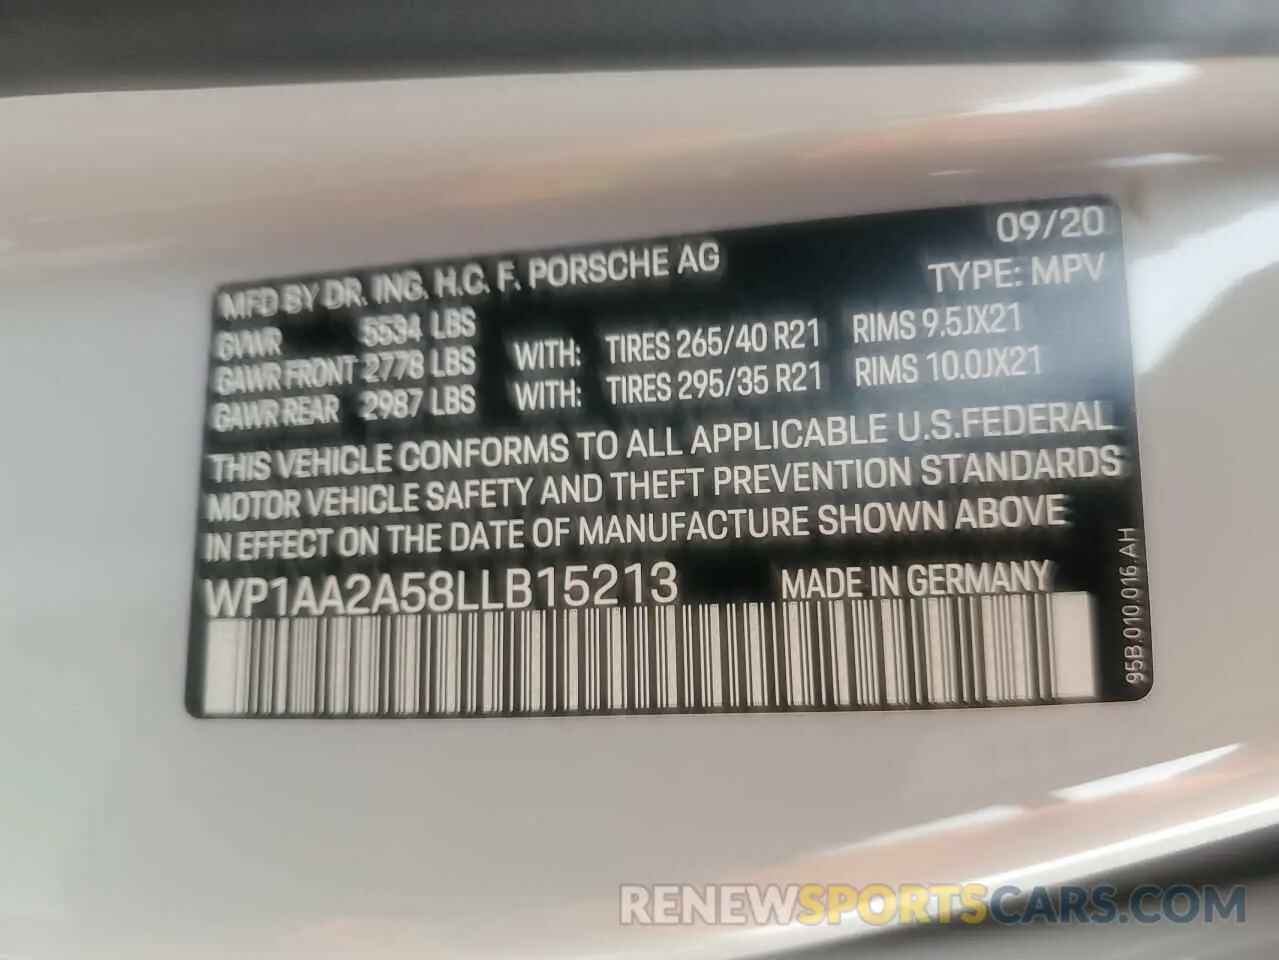 09/20
MFD BY DR. ING. H.C. F. PORSCHE AG
TYPE: MPV
GVWR 5534 LBS
GAWR FRONT 2778 LBS WITH: TIRES 265/40 R21 RIMS 9.5JX21
GAWR REAR 2987 LBS WITH: TIRES 295/35 R21 RIMS 10.0JX21
THIS VEHICLE CONFORMS TO ALL APPLICABLE U.S.FEDERAL
MOTOR VEHICLE SAFETY AND THEFT PREVENTION STANDARDS
IN EFFECT ON THE DATE OF MANUFACTURE SHOWN ABOVE
WP1AA2A58LLB15213 MADE IN GERMANY
95B.010.016.AH
RENEWSPORTSCARS.COM